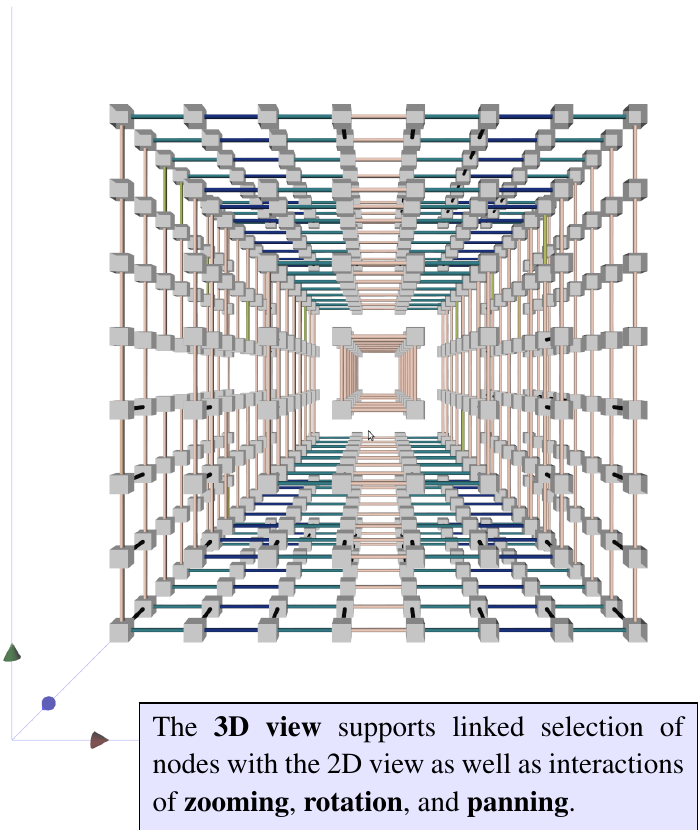 The 3D view supports linked selection of
nodes with the 2D view as well as interactions
of zooming, rotation, and panning.